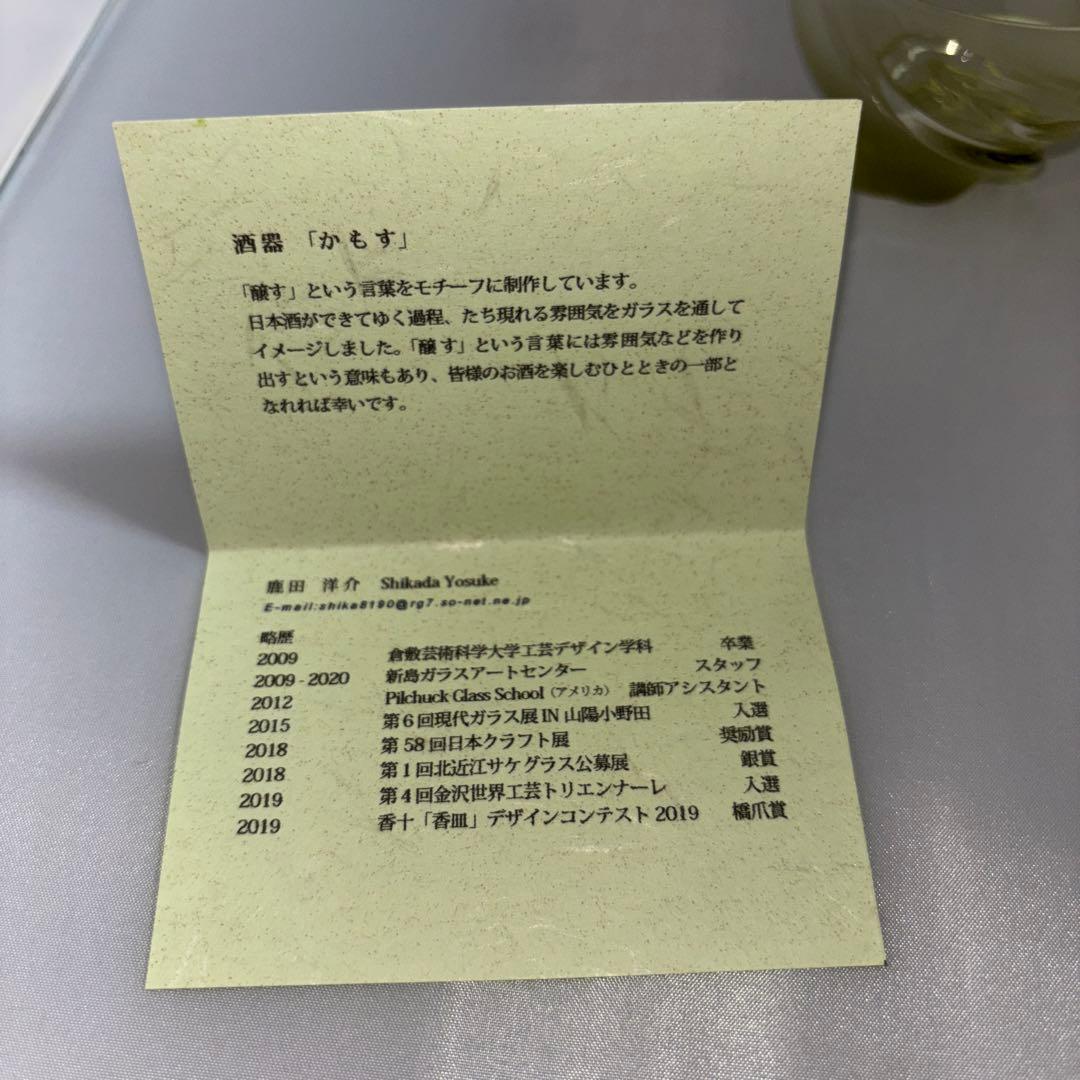 酒器 「かもす」
「醸す」という言葉をモチーフに制作しています。
日本酒ができてゆく過程、たち現れる雰囲気をガラスを通して
イメージしました。「醸す」という言葉には雰囲気などを作り
出すという意味もあり、皆様のお酒を楽しむひとときの一部と
なれれば幸いです。
鹿田 洋介 Shikada Yosuke
E-mail:shika8190@rg7.so-net.ne.jp
略歴
2009 倉敷芸術科学大学工芸デザイン学科 卒業
2009-2020 新島ガラスアートセンター スタッフ
2012 Pilchuck Glass School（アメリカ） 講師アシスタント
2015 第6回現代ガラス展 IN 山陽小野田 入選
2018 第58回日本クラフト展 奨励賞
2018 第1回北近江サケグラス公募展 銀賞
2019 第4回金沢世界工芸トリエンナーレ 入選
2019 香十「香皿」デザインコンテスト 2019 橋爪賞